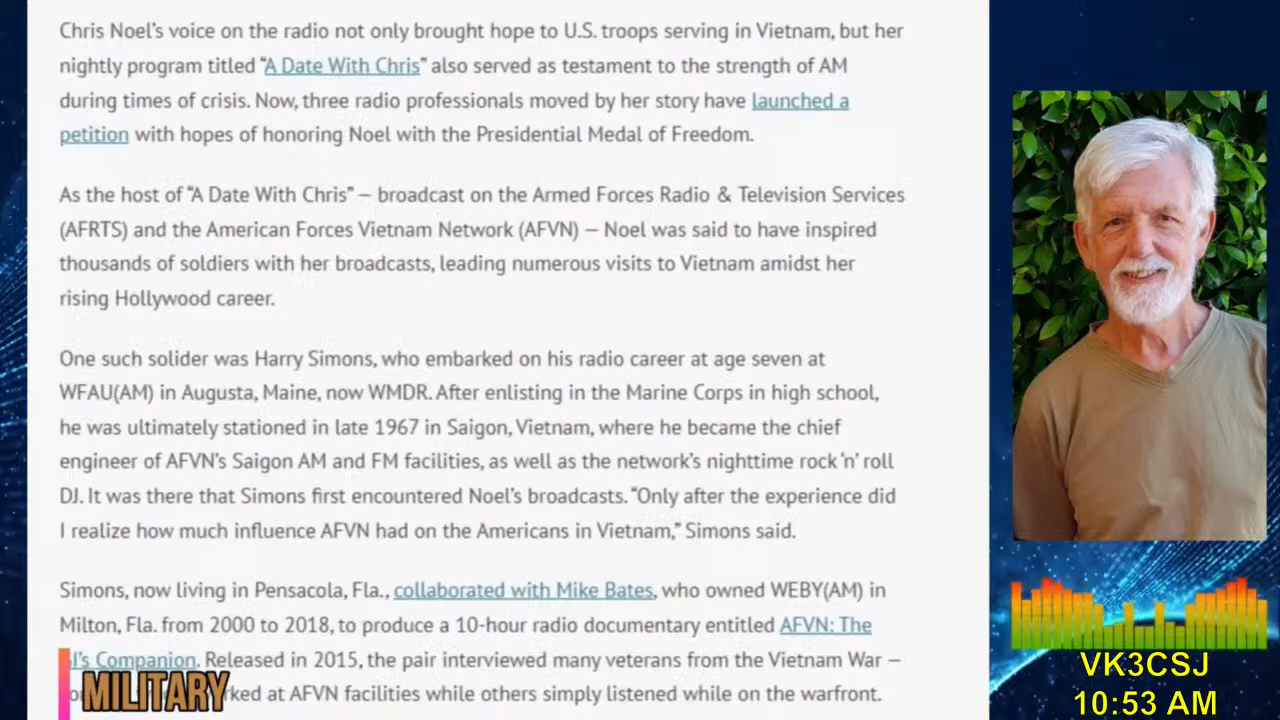 Chris Noel’s voice on the radio not only brought hope to U.S. troops serving in Vietnam, but her
nightly program titled “A Date With Chris” also served as testament to the strength of AM
during times of crisis. Now, three radio professionals moved by her story have launched a
petition with hopes of honoring Noel with the Presidential Medal of Freedom.
As the host of “A Date With Chris” — broadcast on the Armed Forces Radio & Television Services
(AFRTS) and the American Forces Vietnam Network (AFVN) — Noel was said to have inspired
thousands of soldiers with her broadcasts, leading numerous visits to Vietnam amidst her
rising Hollywood career.
One such solider was Harry Simons, who embarked on his radio career at age seven at
WFAU(AM) in Augusta, Maine, now WMDR. After enlisting in the Marine Corps in high school,
he was ultimately stationed in late 1967 in Saigon, Vietnam, where he became the chief
engineer of AFVN’s Saigon AM and FM facilities, as well as the network’s nighttime rock ‘n’ roll
DJ. It was there that Simons first encountered Noel’s broadcasts. “Only after the experience did
I realize how much influence AFVN had on the Americans in Vietnam,” Simons said.
Simons, now living in Pensacola, Fla., collaborated with Mike Bates, who owned WEBY(AM) in
Milton, Fla. from 2000 to 2018, to produce a 10-hour radio documentary entitled AFVN: The
Companion. Released in 2015, the pair interviewed many veterans from the Vietnam War —
at AFVN facilities while others simply listened while on the warfront.
MILITARY
VK3CSJ
10:53 AM